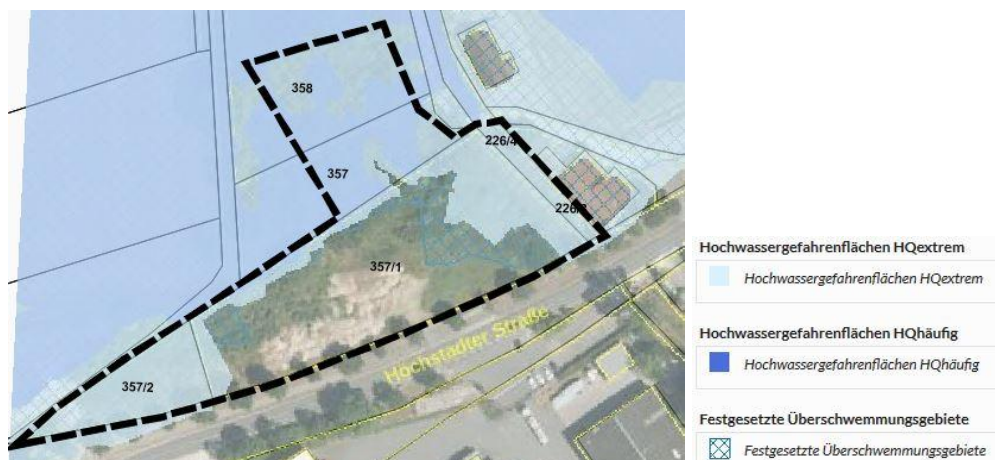 358
357
226/4
226/2
357/1
357/2
Hochstadter Straße
Hochwassergefahrenflächen HQextrem
Hochwassergefahrenflächen HQextrem
Hochwassergefahrenflächen HQhäufig
Hochwassergefahrenflächen HQhäufig
Festgesetzte Überschwemmungsgebiete
Festgesetzte Überschwemmungsgebiete